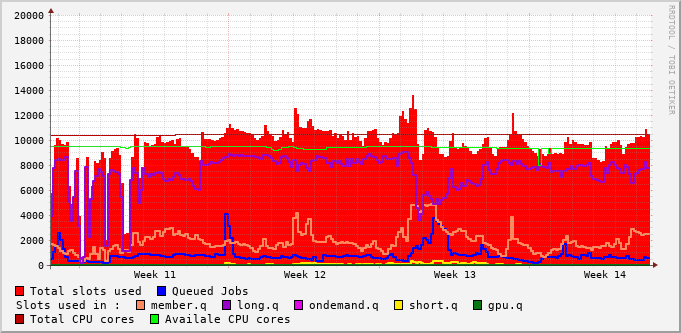 20000
18000
16000
14000
12000
10000
8000
6000
4000
2000
0
Week 11 Week 12 Week 13 Week 14
RRDTOOL / TOBI OETIKER
Total slots used Queued Jobs
Slots used in : member.q long.q ondemand.q short.q gpu.q
Total CPU cores Availale CPU cores